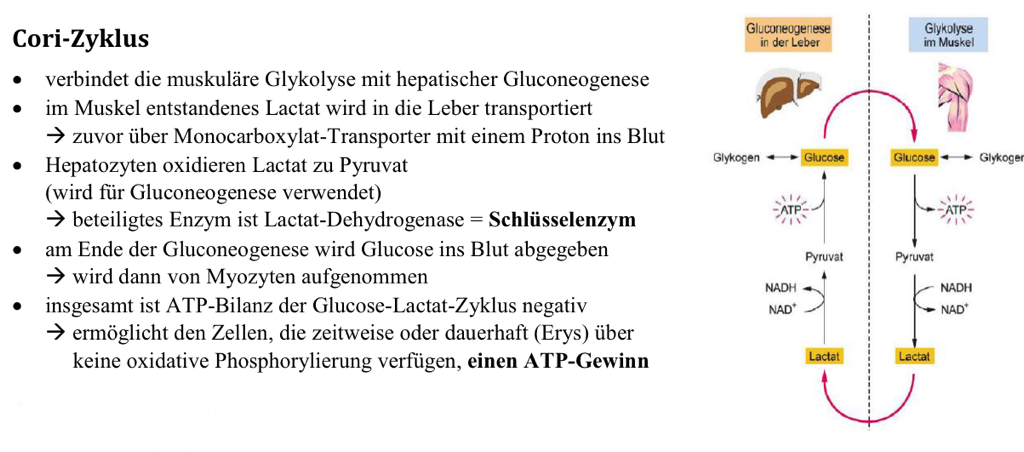 Cori-Zyklus
• verbindet die muskuläre Glykolyse mit hepatischer Gluconeogenese
• im Muskel entstandenes Lactat wird in die Leber transportiert
→ zuvor über Monocarboxylat-Transporter mit einem Proton ins Blut
• Hepatozyten oxidieren Lactat zu Pyruvat
(wird für Gluconeogenese verwendet)
→ beteiligtes Enzym ist Lactat-Dehydrogenase = Schlüsselenzym
• am Ende der Gluconeogenese wird Glucose ins Blut abgegeben
→ wird dann von Myozyten aufgenommen
• insgesamt ist ATP-Bilanz der Glucose-Lactat-Zyklus negativ
→ ermöglicht den Zellen, die zeitweise oder dauerhaft (Erys) über
keine oxidative Phosphorylierung verfügen, einen ATP-Gewinn
Gluconeogenese
in der Leber
Glykolyse
im Muskel
Glykogen
Glucose
Glucose
Glykogen
ATP
ATP
Pyruvat
Pyruvat
NADH
NAD⁺
NADH
NAD⁺
Lactat
Lactat